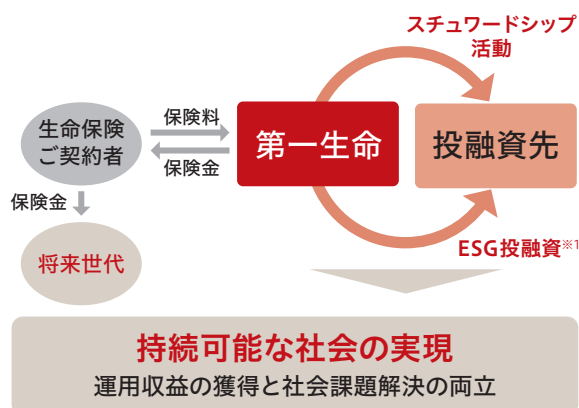 スチュワードシップ
活動
生命保険
ご契約者
保険料
保険金
第一生命
投融資先
保険金
将来世代
ESG投融資※1
持続可能な社会の実現
運用収益の獲得と社会課題解決の両立